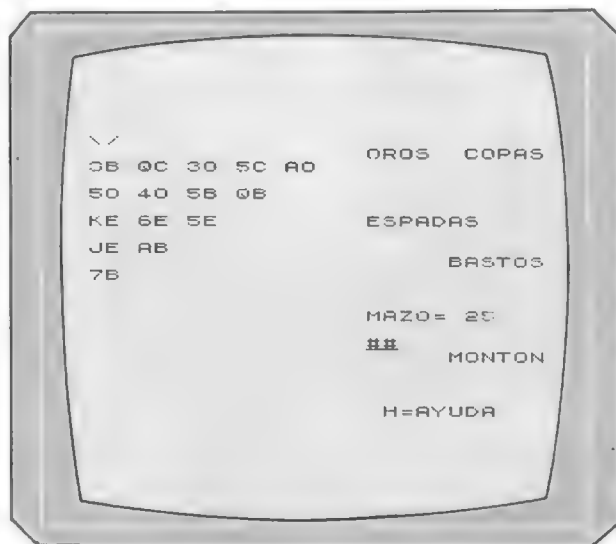 \/
QC 3O 5C AO
5O 4O 5B QB
KE 6E 5E
JE AB
7B
OROS COPAS
ESPADAS
BASTOS
MAZO= 25
##
MONTON
H=AYUDA